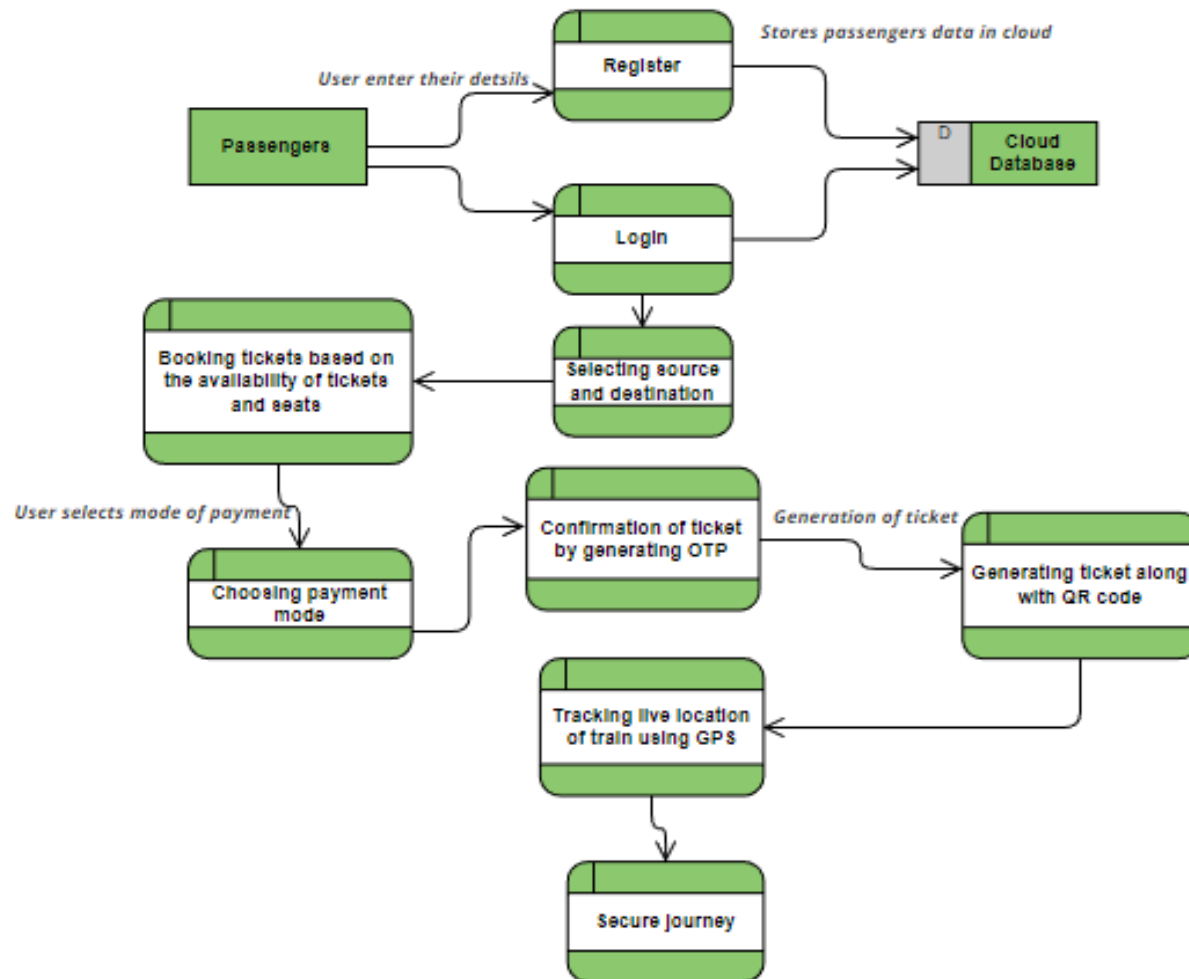 Stores passengers data in cloud
Register
User enter their detsils
Passengers
D
Cloud
Database
Login
Booking tickets based on
the availability of tickets
and seats
Selecting source
and destination
User selects mode of payment
Confirmation of ticket
by generating OTP
Generation of ticket
Generating ticket along
with QR code
Choosing payment
mode
Tracking live location
of train using GPS
Secure journey